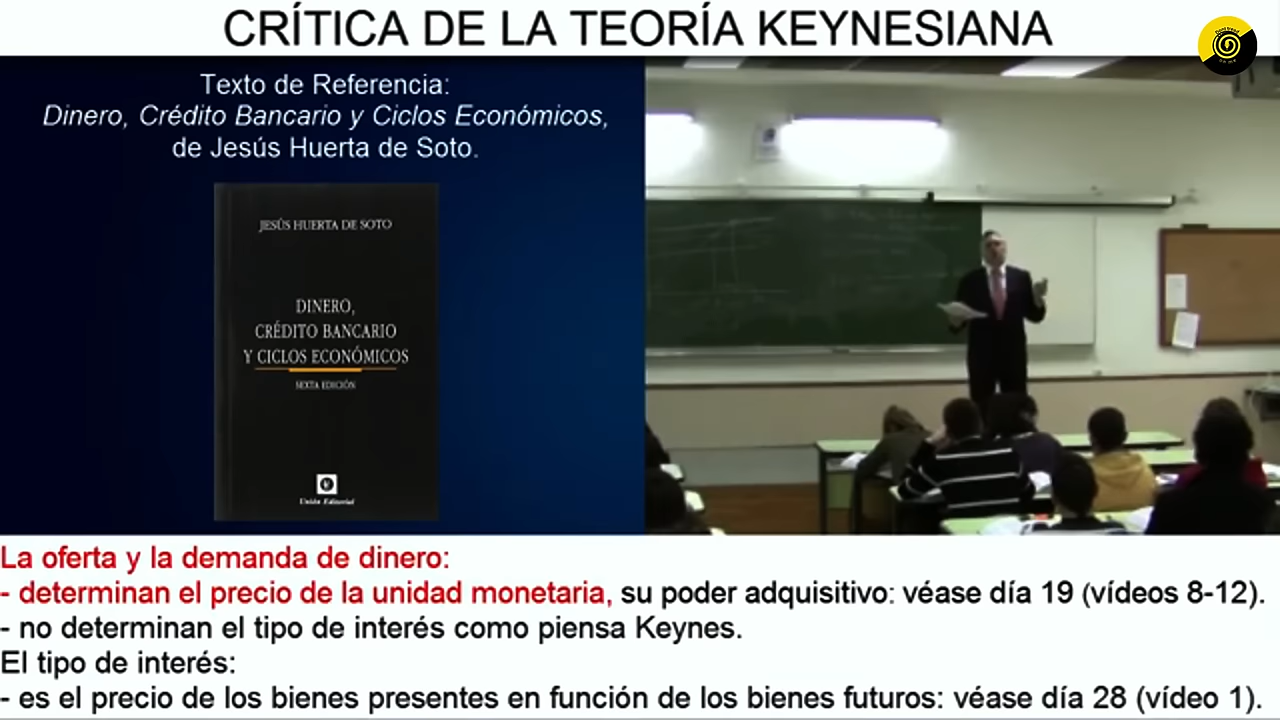 CRÍTICA DE LA TEORÍA KEYNESIANA
Texto de Referencia:
Dinero, Crédito Bancario y Ciclos Económicos,
de Jesús Huerta de Soto.
JESÚS HUERTA DE SOTO
DINERO,
CRÉDITO BANCARIO
Y CICLOS ECONÓMICOS
SEXTA EDICIÓN
Unión Editorial
La oferta y la demanda de dinero:
- determinan el precio de la unidad monetaria, su poder adquisitivo: véase día 19 (vídeos 8-12).
- no determinan el tipo de interés como piensa Keynes.
El tipo de interés:
- es el precio de los bienes presentes en función de los bienes futuros: véase día 28 (vídeo 1).